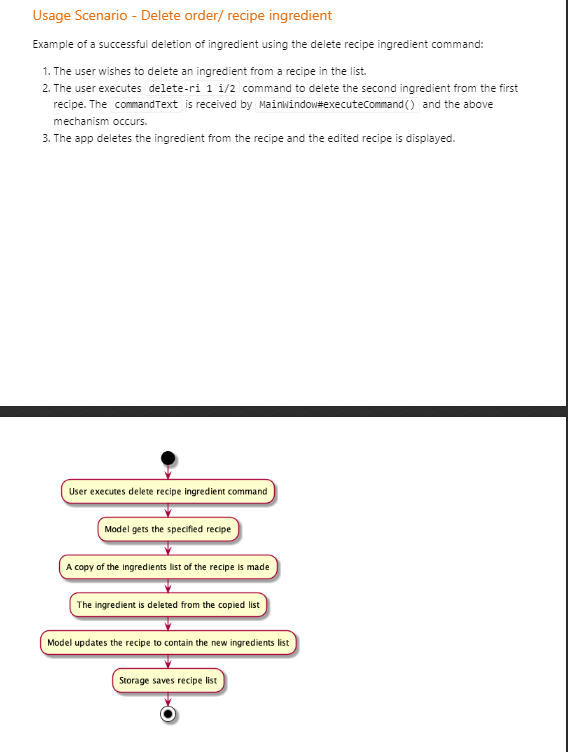 Usage Scenario - Delete order/ recipe ingredient
Example of a successful deletion of ingredient using the delete recipe ingredient command:
1. The user wishes to delete an ingredient from a recipe in the list.
2. The user executes delete-ri 1 i/2 command to delete the second ingredient from the first
recipe. The commandText is received by MainWindow#executeCommand() and the above
mechanism occurs.
3. The app deletes the ingredient from the recipe and the edited recipe is displayed.
User executes delete recipe ingredient command
Model gets the specified recipe
A copy of the ingredients list of the recipe is made
The ingredient is deleted from the copied list
Model updates the recipe to contain the new ingredients list
Storage saves recipe list